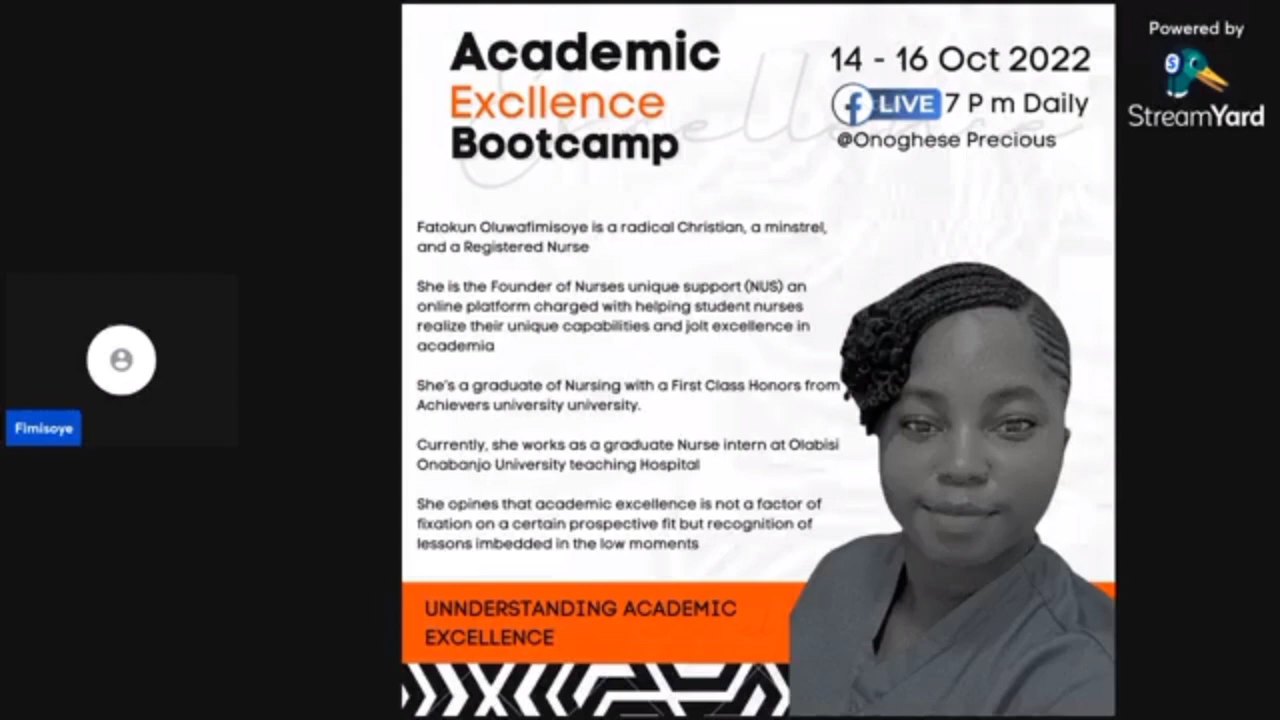 Academic
Excllence
Bootcamp
14 - 16 Oct 2022
f LIVE 7 P m Daily
@Onoghese Precious
Powered by
S
StreamYard
Excellence
Fatokun Oluwafimisoye is a radical Christian, a minstrel,
and a Registered Nurse
She is the Founder of Nurses unique support (NUS) an
online platform charged with helping student nurses
realize their unique capabilities and jolt excellence in
academia
She's a graduate of Nursing with a First Class Honors from
Achievers university university.
Currently, she works as a graduate Nurse intern at Olabisi
Onabanjo University teaching Hospital
She opines that academic excellence is not a factor of
fixation on a certain prospective fit but recognition of
lessons imbedded in the low moments
Fimisoye
UNNDERSTANDING ACADEMIC
EXCELLENCE